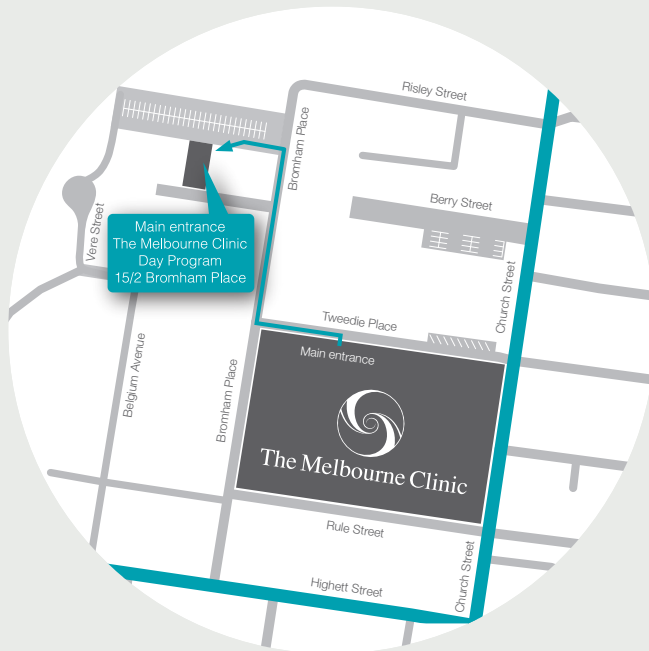 Risley Street
Bromham Place
Berry Street
Vere Street
Main entrance
The Melbourne Clinic
Day Program
15/2 Bromham Place
Church Street
Tweedie Place
Main entrance
Belgium Avenue
Bromham Place
The Melbourne Clinic
Rule Street
Church Street
Highett Street